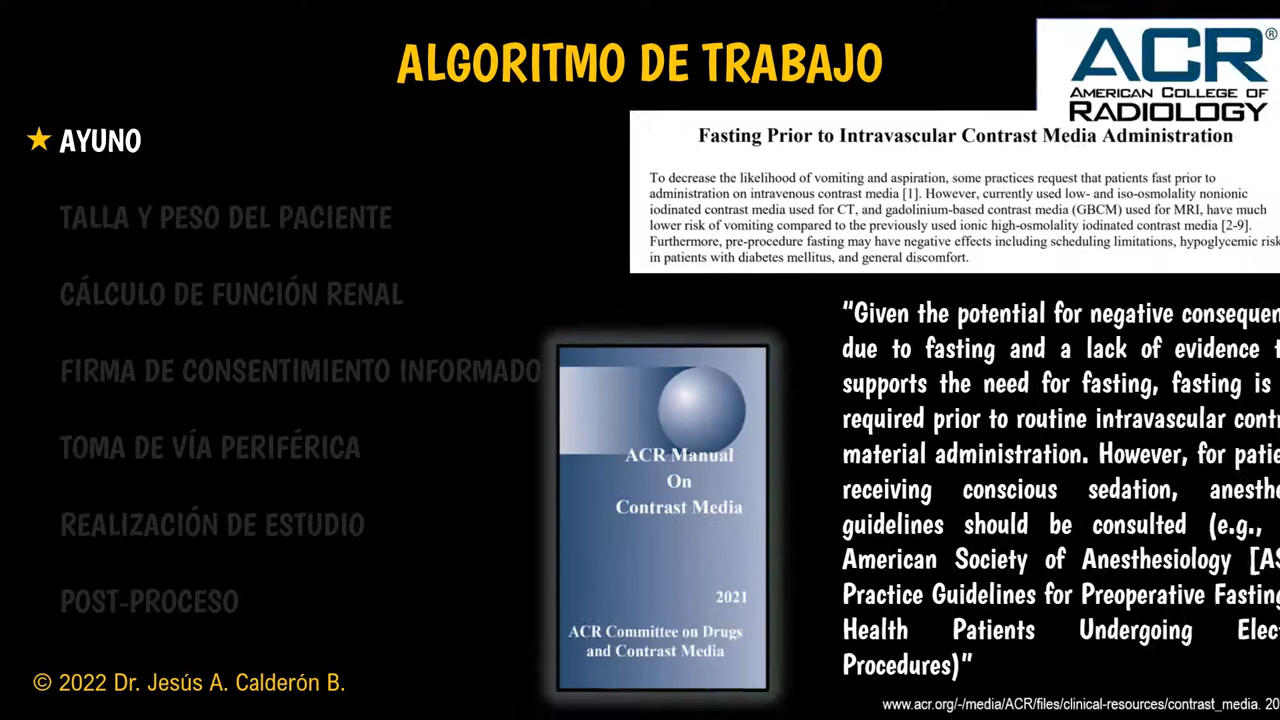 ALGORITMO DE TRABAJO
ACR®
AMERICAN COLLEGE OF
RADIOLOGY
★ AYUNO
TALLA Y PESO DEL PACIENTE
CÁLCULO DE FUNCIÓN RENAL
FIRMA DE CONSENTIMIENTO INFORMADO
TOMA DE VÍA PERIFÉRICA
REALIZACIÓN DE ESTUDIO
POST-PROCESO
© 2022 Dr. Jesús A. Calderón B.
Fasting Prior to Intravascular Contrast Media Administration
To decrease the likelihood of vomiting and aspiration, some practices request that patients fast prior to
administration on intravenous contrast media [1]. However, currently used low- and iso-osmolality nonionic
iodinated contrast media used for CT, and gadolinium-based contrast media (GBCM) used for MRI, have much
lower risk of vomiting compared to the previously used ionic high-osmolality iodinated contrast media [2-9].
Furthermore, pre-procedure fasting may have negative effects including scheduling limitations, hypoglycemic risk
in patients with diabetes mellitus, and general discomfort.
ACR Manual
On
Contrast Media
2021
ACR Committee on Drugs
and Contrast Media
“Given the potential for negative
due to fasting and a lack of evidence
supports the need for fasting, fasting is
required prior to routine intravascular
material administration. However, for
receiving conscious sedation,
guidelines should be consulted (e.g.,
American Society of Anesthesiology
Practice Guidelines for Preoperative
Health Patients Undergoing
Procedures)”
www.acr.org/-/media/ACR/files/clinical-resources/contrast_media.